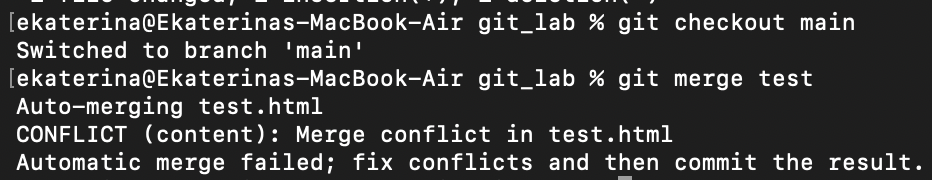 [ekaterina@Ekaterinas-MacBook-Air git_lab % git checkout main
Switched to branch 'main'
[ekaterina@Ekaterinas-MacBook-Air git_lab % git merge test
Auto-merging test.html
CONFLICT (content): Merge conflict in test.html
Automatic merge failed; fix conflicts and then commit the result.